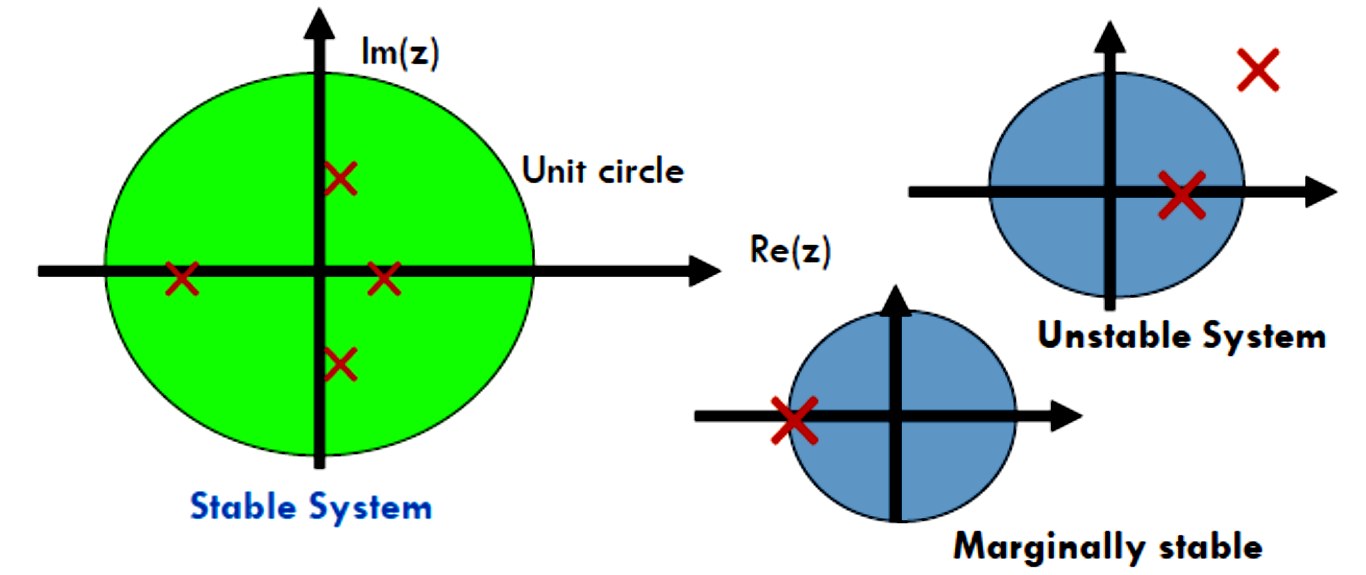 Im(z)
Unit circle
Re(z)
Stable System
Unstable System
Marginally stable